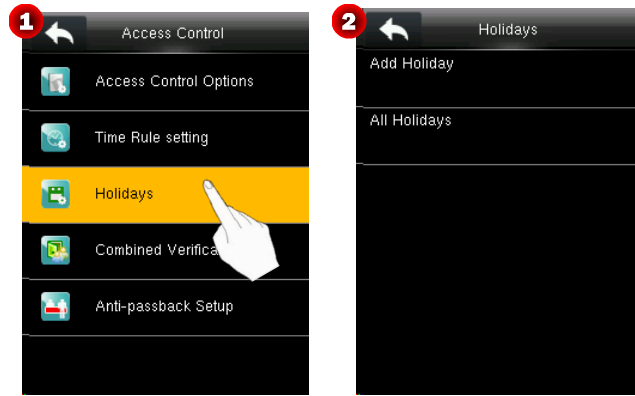 1
Access Control
Access Control Options
Time Rule setting
Holidays
Combined Verifica
Anti-passback Setup
2
Holidays
Add Holiday
All Holidays